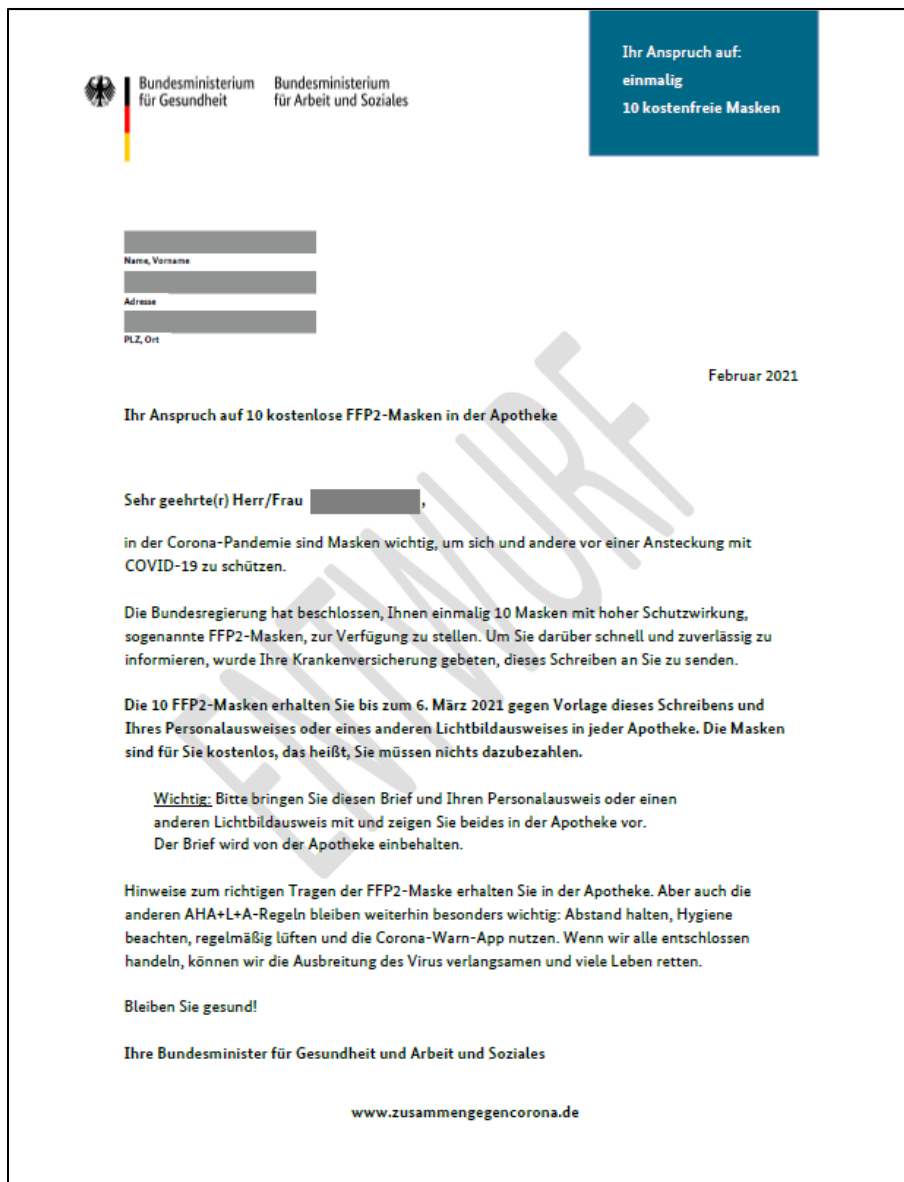 Bundesministerium
für Gesundheit
Bundesministerium
für Arbeit und Soziales
Ihr Anspruch auf:
einmalig
10 kostenfreie Masken
Name, Vorname
Adresse
PLZ, Ort
Februar 2021
Ihr Anspruch auf 10 kostenlose FFP2-Masken in der Apotheke
Sehr geehrte(r) Herr/Frau ,
in der Corona-Pandemie sind Masken wichtig, um sich und andere vor einer Ansteckung mit
COVID-19 zu schützen.
Die Bundesregierung hat beschlossen, Ihnen einmalig 10 Masken mit hoher Schutzwirkung,
sogenannte FFP2-Masken, zur Verfügung zu stellen. Um Sie darüber schnell und zuverlässig zu
informieren, wurde Ihre Krankenversicherung gebeten, dieses Schreiben an Sie zu senden.
Die 10 FFP2-Masken erhalten Sie bis zum 6. März 2021 gegen Vorlage dieses Schreibens und
Ihres Personalausweises oder eines anderen Lichtbildausweises in jeder Apotheke. Die Masken
sind für Sie kostenlos, das heißt, Sie müssen nichts dazubezahlen.
Wichtig: Bitte bringen Sie diesen Brief und Ihren Personalausweis oder einen
anderen Lichtbildausweis mit und zeigen Sie beides in der Apotheke vor.
Der Brief wird von der Apotheke einbehalten.
Hinweise zum richtigen Tragen der FFP2-Maske erhalten Sie in der Apotheke. Aber auch die
anderen AHA+L+A-Regeln bleiben weiterhin besonders wichtig: Abstand halten, Hygiene
beachten, regelmäßig lüften und die Corona-Warn-App nutzen. Wenn wir alle entschlossen
handeln, können wir die Ausbreitung des Virus verlangsamen und viele Leben retten.
Bleiben Sie gesund!
Ihre Bundesminister für Gesundheit und Arbeit und Soziales
www.zusammengegencorona.de
ENTWURF